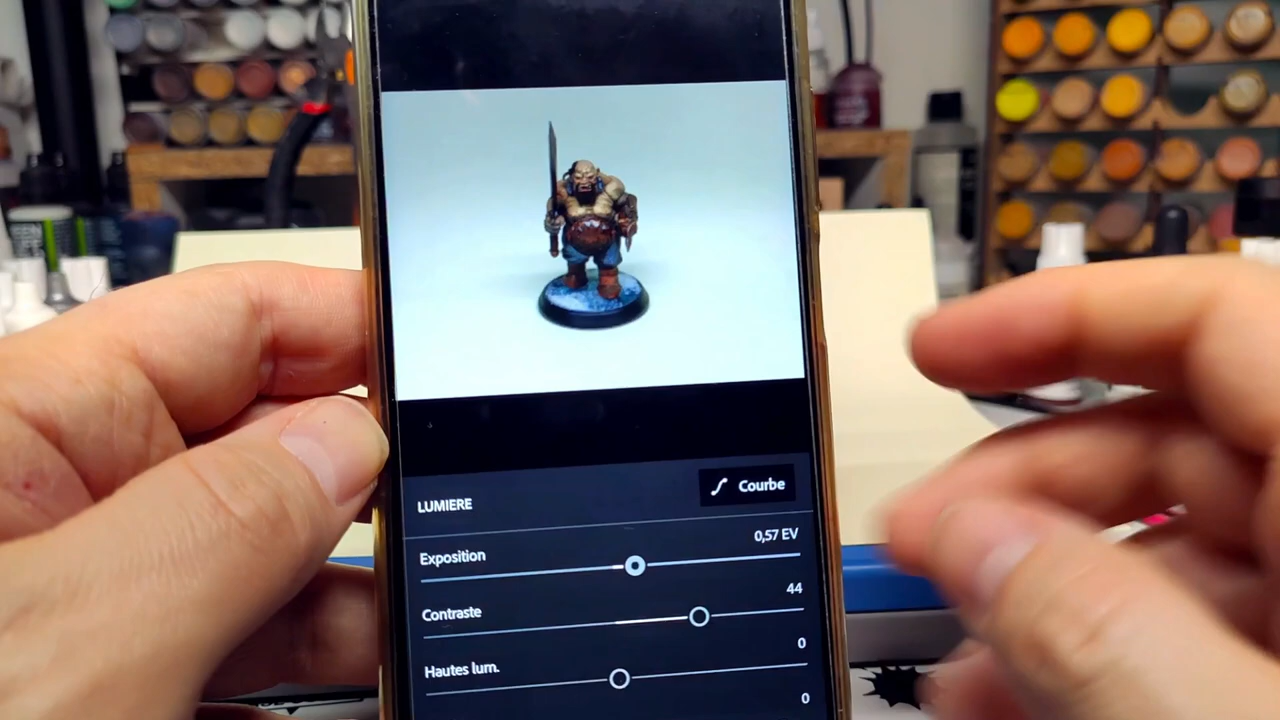 LUMIERE
Courbe
Exposition
0,57 EV
Contraste
44
Hautes lum.
0
0